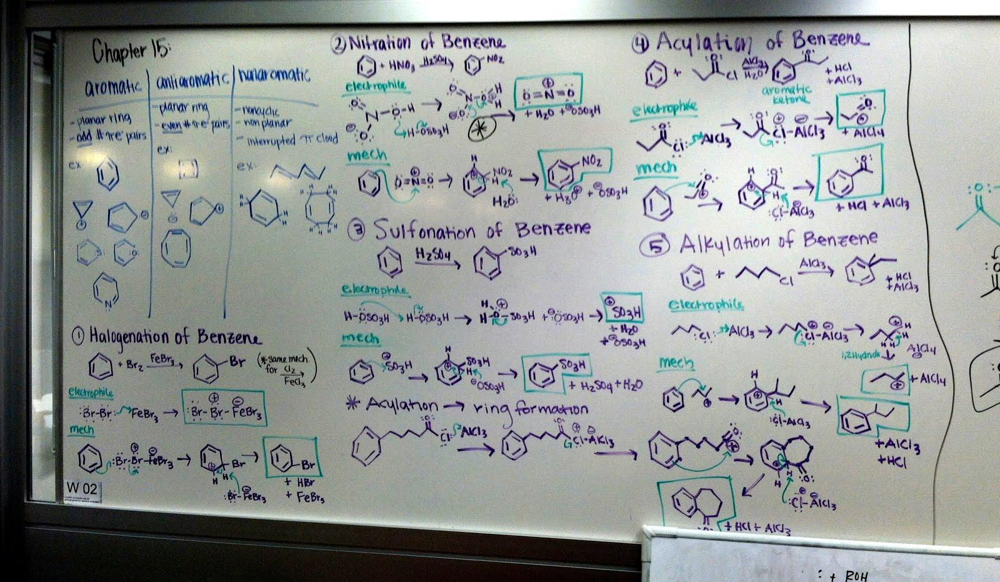 Chapter 15:
aromatic | antiaromatic | nonaromatic
- planar ring
- odd # πe⁻ pairs
ex
S
O
N
- planar ring
- even # πe⁻ pairs
ex:
- noncyclic
- nonplanar
- interrupted π cloud
ex:
① Halogenation of Benzene
+ Br₂ FeBr₃ → Br
(*same mech.
for Cl₂
FeCl₃)
electrophile
:Br-Br: FeBr₃ → :Br-Br-FeBr₃
mech
:Br-Br-FeBr₃ → Br H H → Br
:Br-FeBr₃
+ HBr
+ FeBr₃
W 02
② Nitration of Benzene
+ HNO₃ H₂SO₄ → NO₂
electrophile
H-OSO₃H
*
O=N=O
+ H₂O + ⊖OSO₃H
mech
O=N=O → H NO₂ H → NO₂
H₂O:
+ H₃O⊕ + ⊖OSO₃H
③ Sulfonation of Benzene
H₂SO₄ → SO₃H
electrophile
H-OSO₃H H-OSO₃H → H-O-SO₃H + ⊖OSO₃H → ⊕SO₃H
+ H₂O
+ ⊖OSO₃H
mech
⊕SO₃H → H SO₃H H → SO₃H
⊖OSO₃H
+ H₂SO₄ + H₂O
* Acylation → ring formation
Cl: AlCl₃ → Cl-AlCl₃ →
:Cl-AlCl₃
+ HCl + AlCl₃
④ Acylation of Benzene
+ Cl AlCl₃ H₂O →
+ HCl
+ AlCl₃
aromatic
ketone
electrophile
Cl: AlCl₃ → Cl-AlCl₃ →
+ AlCl₄
mech
:Cl-AlCl₃
+ HCl + AlCl₃
⑤ Alkylation of Benzene
+ Cl AlCl₃ →
+ HCl
+ AlCl₃
electrophile
Cl: → AlCl₃ → Cl-AlCl₃ → H H
AlCl₄
1,2 Hydride
+ AlCl₄
mech
:Cl-AlCl₃
+ AlCl₃
+ HCl
: + ROH